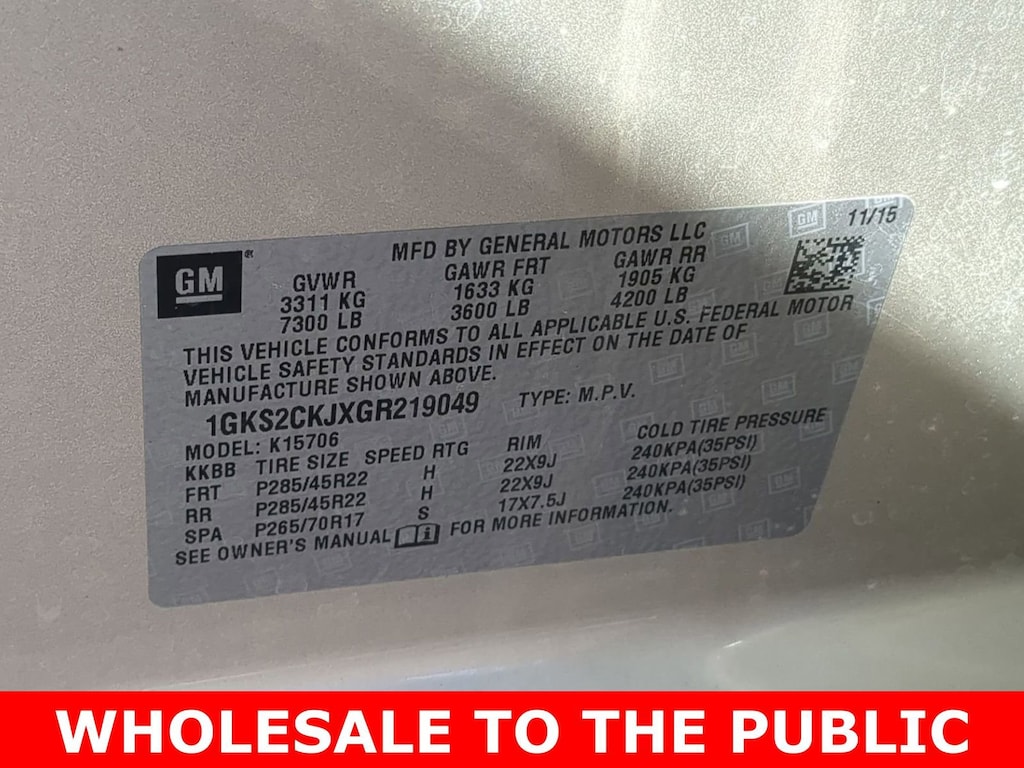 GM
MFD BY GENERAL MOTORS LLC
11/15
GVWR GAWR FRT GAWR RR
3311 KG 1633 KG 1905 KG
7300 LB 3600 LB 4200 LB
THIS VEHICLE CONFORMS TO ALL APPLICABLE U.S. FEDERAL MOTOR
VEHICLE SAFETY STANDARDS IN EFFECT ON THE DATE OF
MANUFACTURE SHOWN ABOVE.
1GKS2CKJXGR219049 TYPE: M.P.V.
MODEL: K15706
KKBB TIRE SIZE SPEED RTG RIM COLD TIRE PRESSURE
FRT P285/45R22 H 22X9J 240KPA(35PSI)
RR P285/45R22 H 22X9J 240KPA(35PSI)
SPA P265/70R17 S 17X7.5J 240KPA(35PSI)
SEE OWNER'S MANUAL FOR MORE INFORMATION.
WHOLESALE TO THE PUBLIC